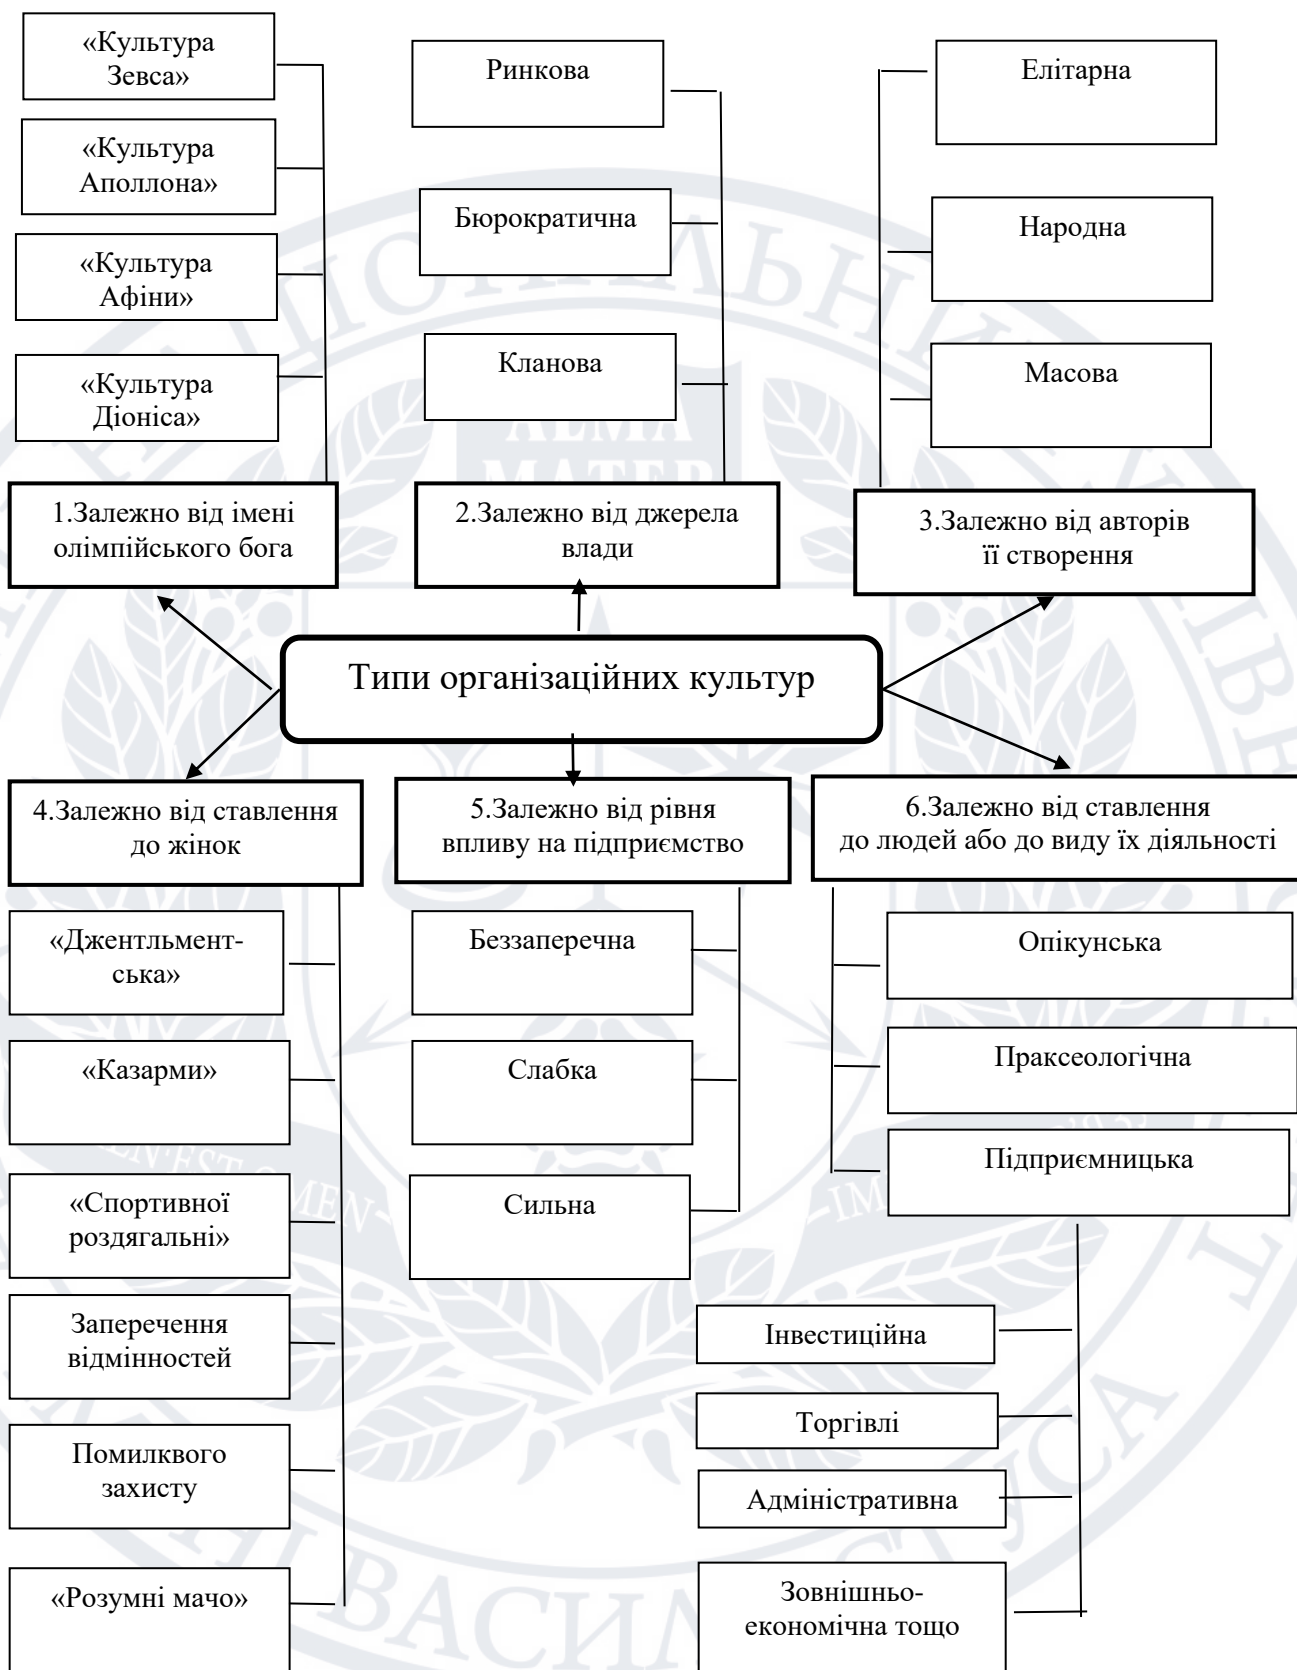 «Культура
Зевса»
«Культура
Аполлона»
«Культура
Афіни»
«Культура
Діоніса»
Ринкова
Бюрократична
Кланова
Елітарна
Народна
Масова
1.Залежно від імені
олімпійського бога
2.Залежно від джерела
влади
3.Залежно від авторів
її створення
Типи організаційних культур
4.Залежно від ставлення
до жінок
5.Залежно від рівня
впливу на підприємство
6.Залежно від ставлення
до людей або до виду їх діяльності
«Джентльмент-
ська»
«Казарми»
«Спортивної
роздягальні»
Заперечення
відмінностей
Помилквого
захисту
«Розумні мачо»
Беззаперечна
Слабка
Сильна
Опікунська
Праксеологічна
Підприємницька
Інвестиційна
Торгівлі
Адміністративна
Зовнішньо-
економічна тощо
ALMA
MATER